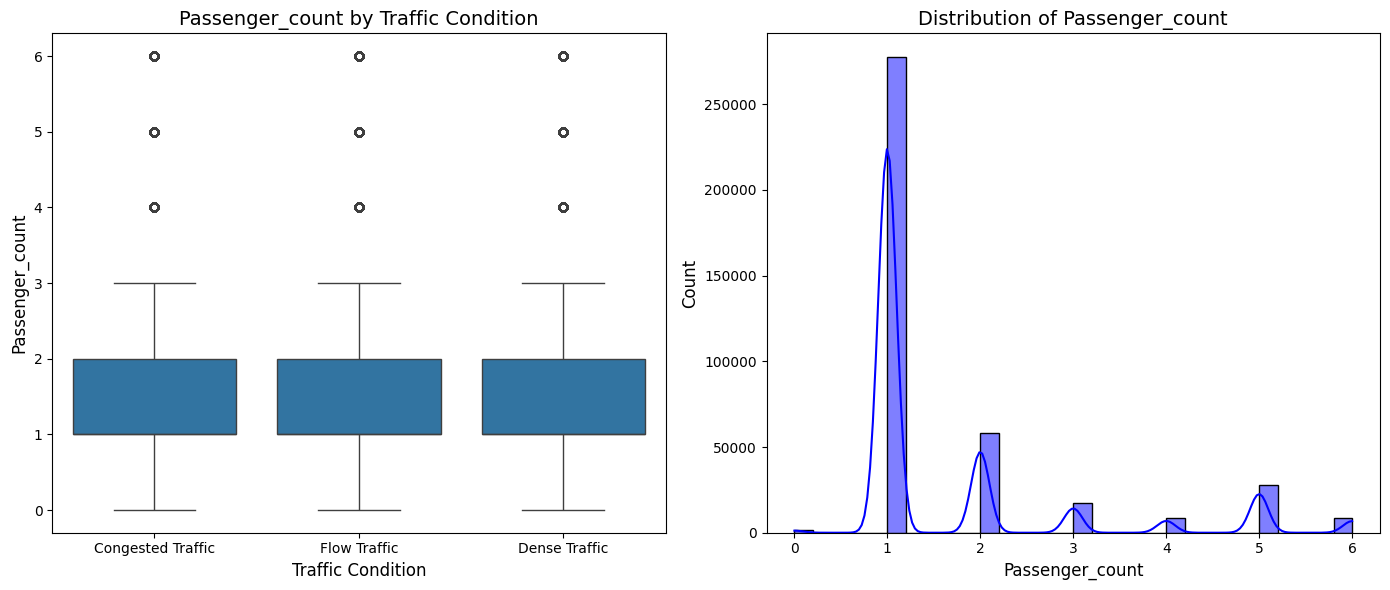 Passenger_count by Traffic Condition
Passenger_count
6
5
4
3
2
1
0
Congested Traffic
Flow Traffic
Dense Traffic
Traffic Condition
Distribution of Passenger_count
Count
250000
200000
150000
100000
50000
0
0
1
2
3
4
5
6
Passenger_count